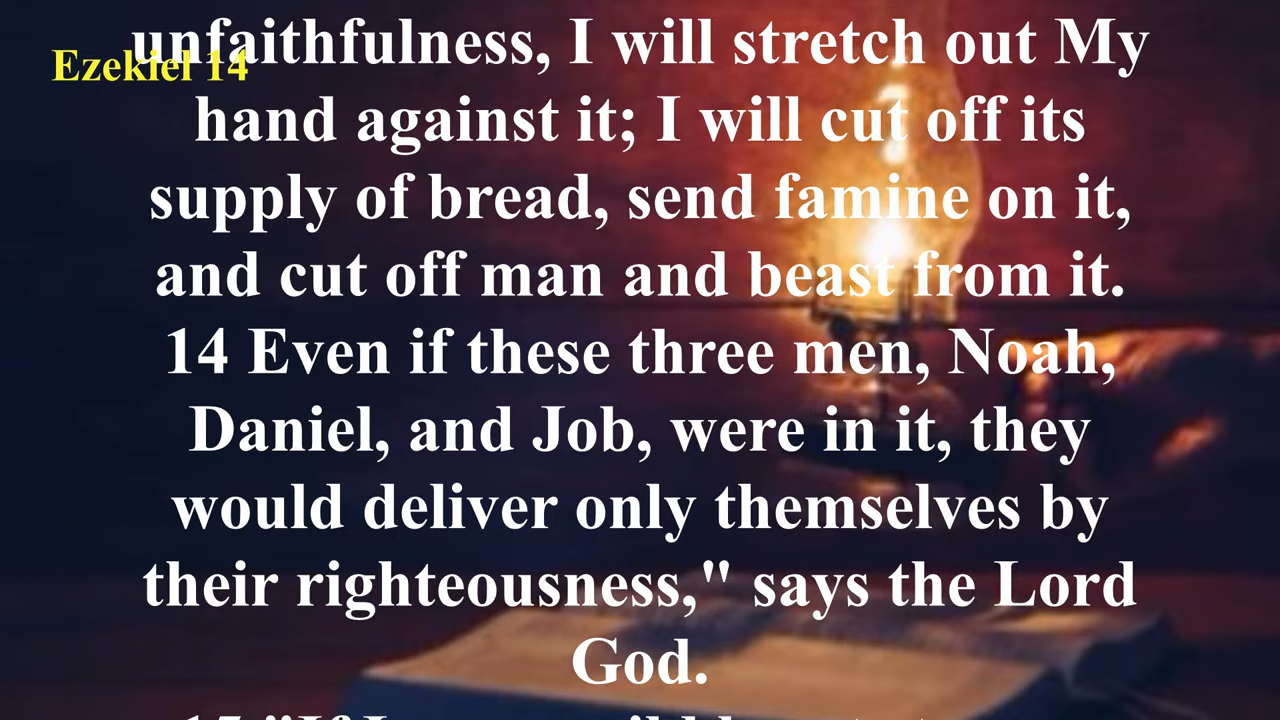 Ezekiel 14
unfaithfulness, I will stretch out My
hand against it; I will cut off its
supply of bread, send famine on it,
and cut off man and beast from it.
14 Even if these three men, Noah,
Daniel, and Job, were in it, they
would deliver only themselves by
their righteousness," says the Lord
God.